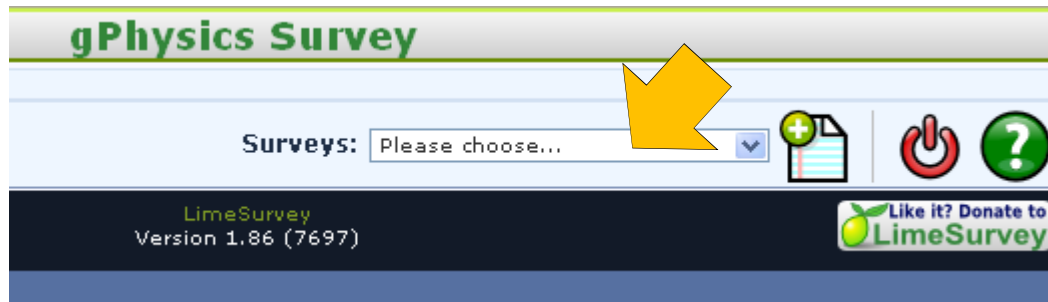 gPhysics Survey
Surveys: Please choose...
?
LimeSurvey
Version 1.86 (7697)
Like it? Donate to
LimeSurvey